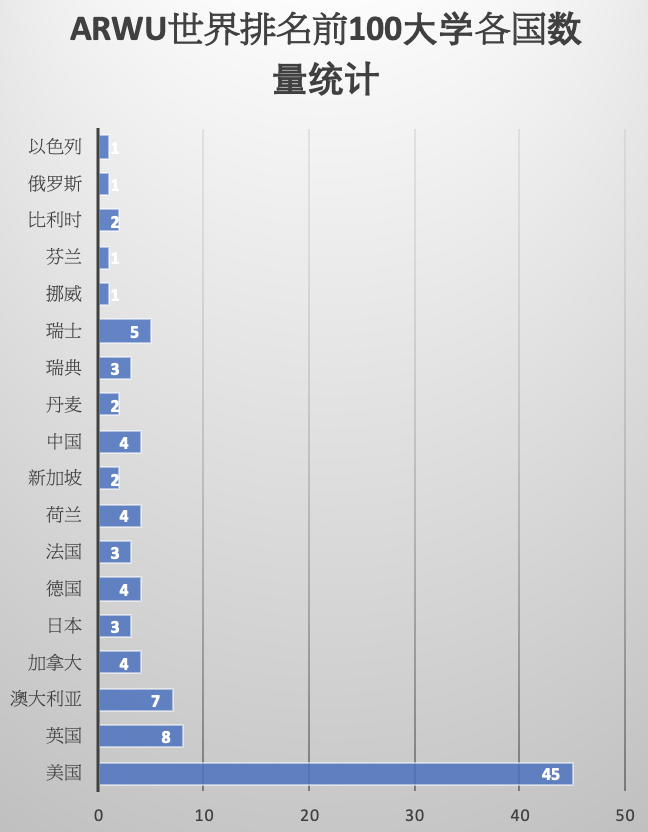 ARWU世界排名前100大学各国数
量统计
以色列 1
俄罗斯 1
比利时 2
芬兰 1
挪威 1
瑞士 5
瑞典 3
丹麦 2
中国 4
新加坡 2
荷兰 4
法国 3
德国 4
日本 3
加拿大 4
澳大利亚 7
英国 8
美国 45
0 10 20 30 40 50